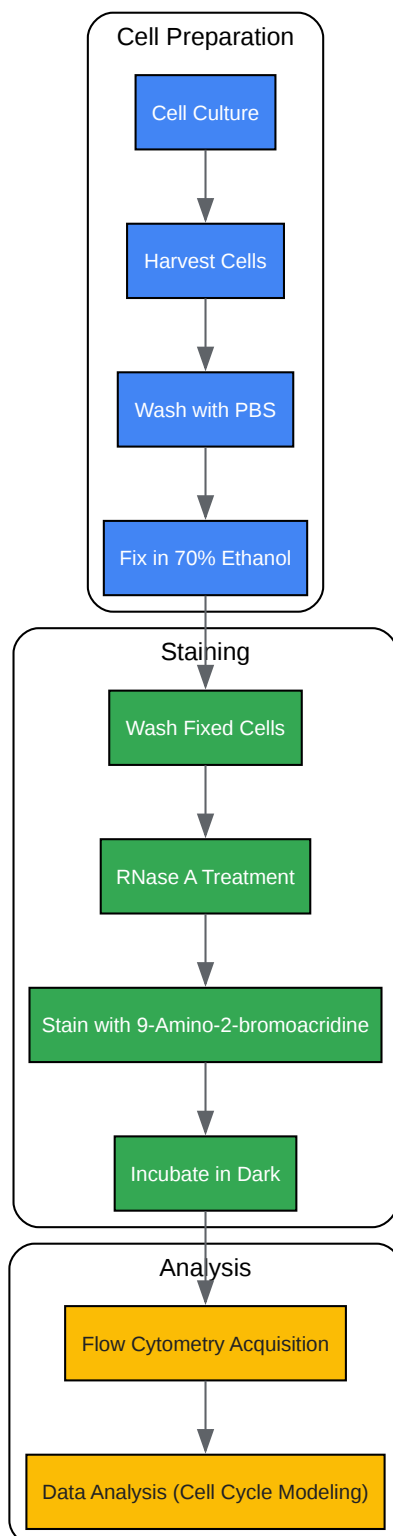 Cell Preparation
Cell Culture
Harvest Cells
Wash with PBS
Fix in 70% Ethanol
Staining
Wash Fixed Cells
RNase A Treatment
Stain with 9-Amino-2-bromoacridine
Incubate in Dark
Analysis
Flow Cytometry Acquisition
Data Analysis (Cell Cycle Modeling)